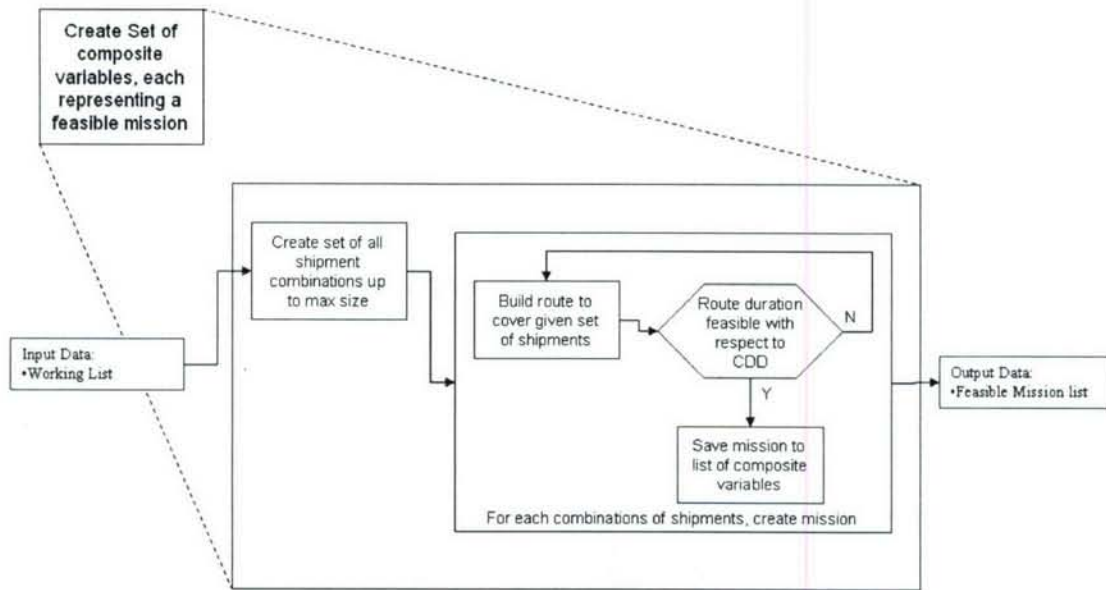 Create Set of
composite
variables, each
representing a
feasible mission
Create set of all
shipment
combinations up
to max size
Build route to
cover given set
of shipments
Route duration
feasible with
respect to
CDD
N
Y
Input Data:
•Working List
Output Data:
•Feasible Mission list
Save mission to
list of composite
variables
For each combinations of shipments, create mission